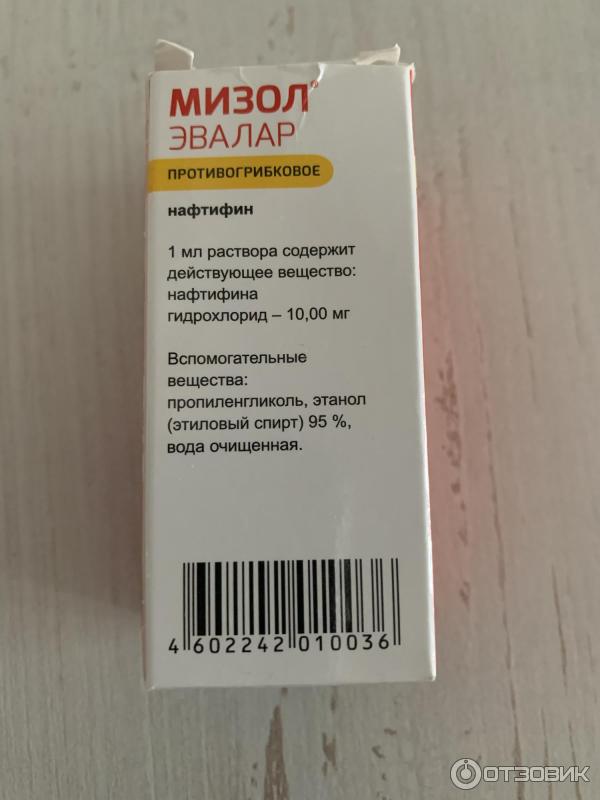 МИЗОЛ®
ЭВАЛАР
ПРОТИВОГРИБКОВОЕ
нафтифин
1 мл раствора содержит
действующее вещество:
нафтифина
гидрохлорид – 10,00 мг
Вспомогательные
вещества:
пропиленгликоль, этанол
(этиловый спирт) 95 %,
вода очищенная.
4 602242 010036
ОТЗОВИК